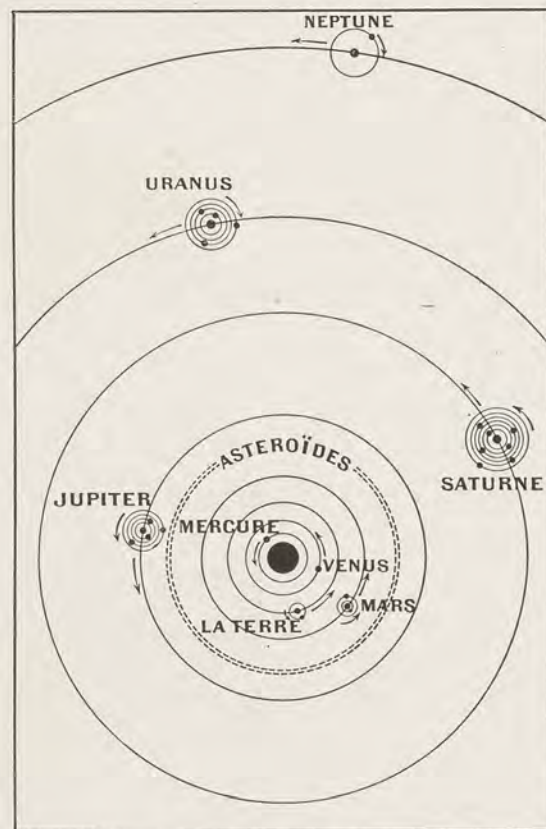 NEPTUNE
URANUS
ASTEROÏDES
SATURNE
JUPITER
MERCURE
VENUS
MARS
LA TERRE